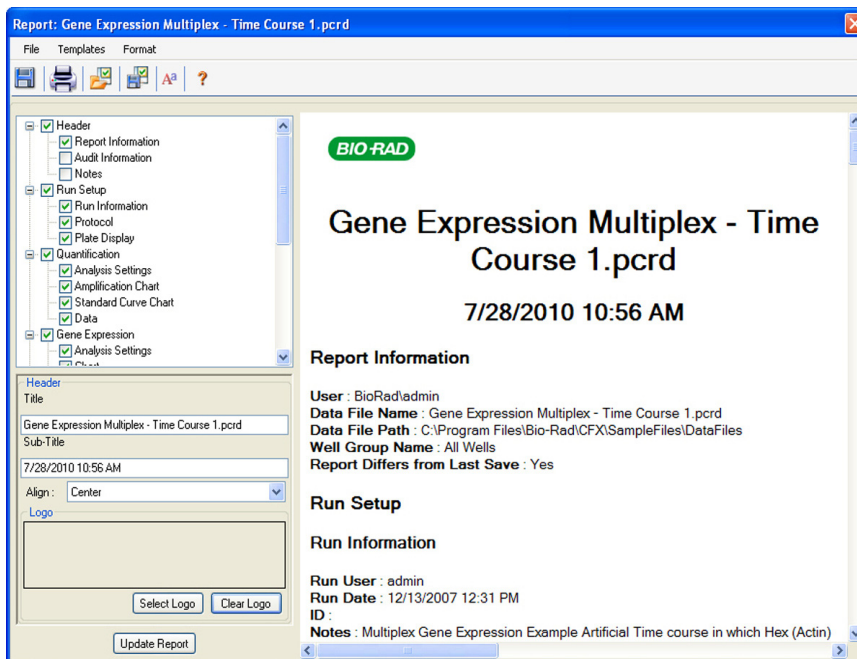 Report: Gene Expression Multiplex - Time Course 1.pcrd
File Templates Format
Aa ?
Header
Report Information
Audit Information
Notes
Run Setup
Run Information
Protocol
Plate Display
Quantification
Analysis Settings
Amplification Chart
Standard Curve Chart
Data
Gene Expression
Analysis Settings
Chart
Header
Title
Gene Expression Multiplex - Time Course 1.pcrd
Sub-Title
7/28/2010 10:56 AM
Align : Center
Logo
Select Logo Clear Logo
Update Report
BIO-RAD
Gene Expression Multiplex - Time
Course 1.pcrd
7/28/2010 10:56 AM
Report Information
User : BioRad\admin
Data File Name : Gene Expression Multiplex - Time Course 1.pcrd
Data File Path : C:\Program Files\Bio-Rad\CFX\SampleFiles\DataFiles
Well Group Name : All Wells
Report Differs from Last Save : Yes
Run Setup
Run Information
Run User : admin
Run Date : 12/13/2007 12:31 PM
ID :
Notes : Multiplex Gene Expression Example Artificial Time course in which Hex (Actin)